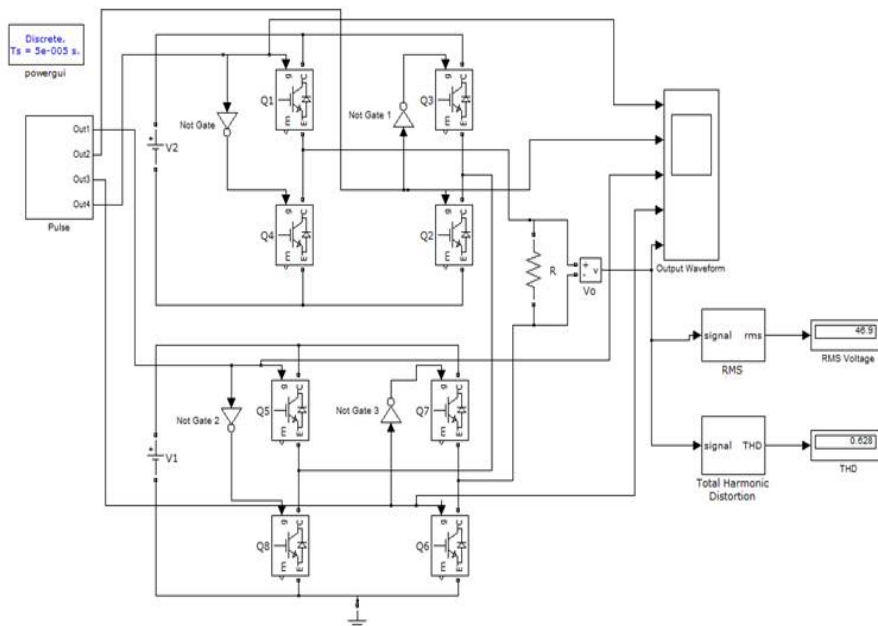 Discrete.
Ts = 5e-005 s.
powergui
Out1
Out2
Out3
Out4
Pulse
Not Gate
V2
+
g
C
Q1
m
E
Not Gate 1
g
C
Q3
m
E
g
C
Q4
m
E
g
C
Q2
m
E
R
+
-
v
Vo
Output Waveform
signal
rms
RMS
46.9
RMS Voltage
signal
THD
Total Harmonic
Distortion
0.628
THD
Not Gate 2
V1
+
g
C
Q5
m
E
Not Gate 3
g
C
Q7
m
E
g
C
Q8
m
E
g
C
Q6
m
E